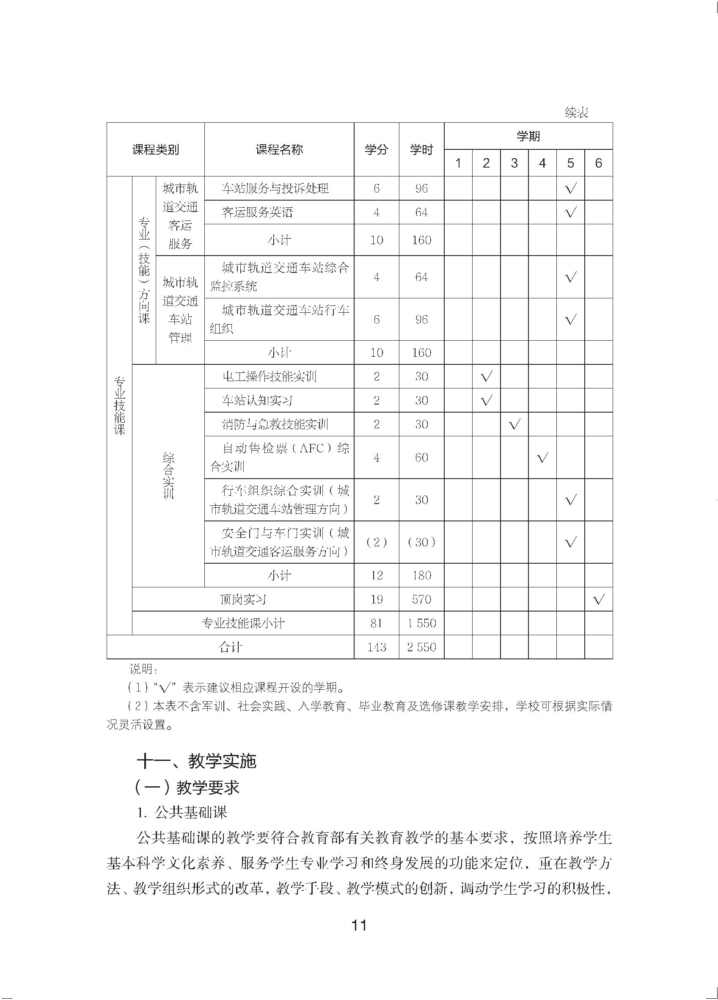 续表
课程类别 课程名称 学分 学时 学期
1 2 3 4 5 6
专业技能课
专业（技能）方向课
城市轨
道交通
客运
服务
车站服务与投诉处理 6 96 √
客运服务英语 4 64 √
小计 10 160
城市轨
道交通
车站
管理
城市轨道交通车站综合
监控系统 4 64 √
城市轨道交通车站行车
组织 6 96 √
小计 10 160
综合实训
电工操作技能实训 2 30 √
车站认知实习 2 30 √
消防与急救技能实训 2 30 √
自动售检票（AFC）综
合实训 4 60 √
行车组织综合实训（城
市轨道交通车站管理方向） 2 30 √
安全门与车门实训（城
市轨道交通客运服务方向） （2） （30） √
小计 12 180
顶岗实习 19 570 √
专业技能课小计 81 1 550
合计 143 2 550
说明：
（1）“√”表示建议相应课程开设的学期。
（2）本表不含军训、社会实践、入学教育、毕业教育及选修课教学安排，学校可根据实际情
况灵活设置。
十一、教学实施
（一）教学要求
1. 公共基础课
公共基础课的教学要符合教育部有关教育教学的基本要求，按照培养学生
基本科学文化素养、服务学生专业学习和终身发展的功能来定位，重在教学方
法、教学组织形式的改革，教学手段、教学模式的创新，调动学生学习的积极性，
11